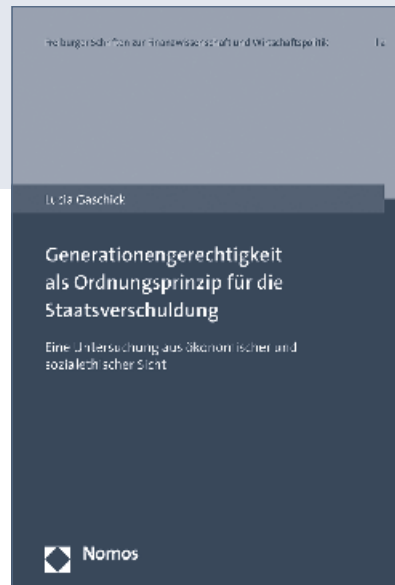 Freiburger Schriften zur Finanzwissenschaft und Wirtschaftspolitik
Lucia Gaschick
Generationengerechtigkeit
als Ordnungsprinzip für die
Staatsverschuldung
Eine Untersuchung aus ökonomischer und
sozialethischer Sicht
Nomos